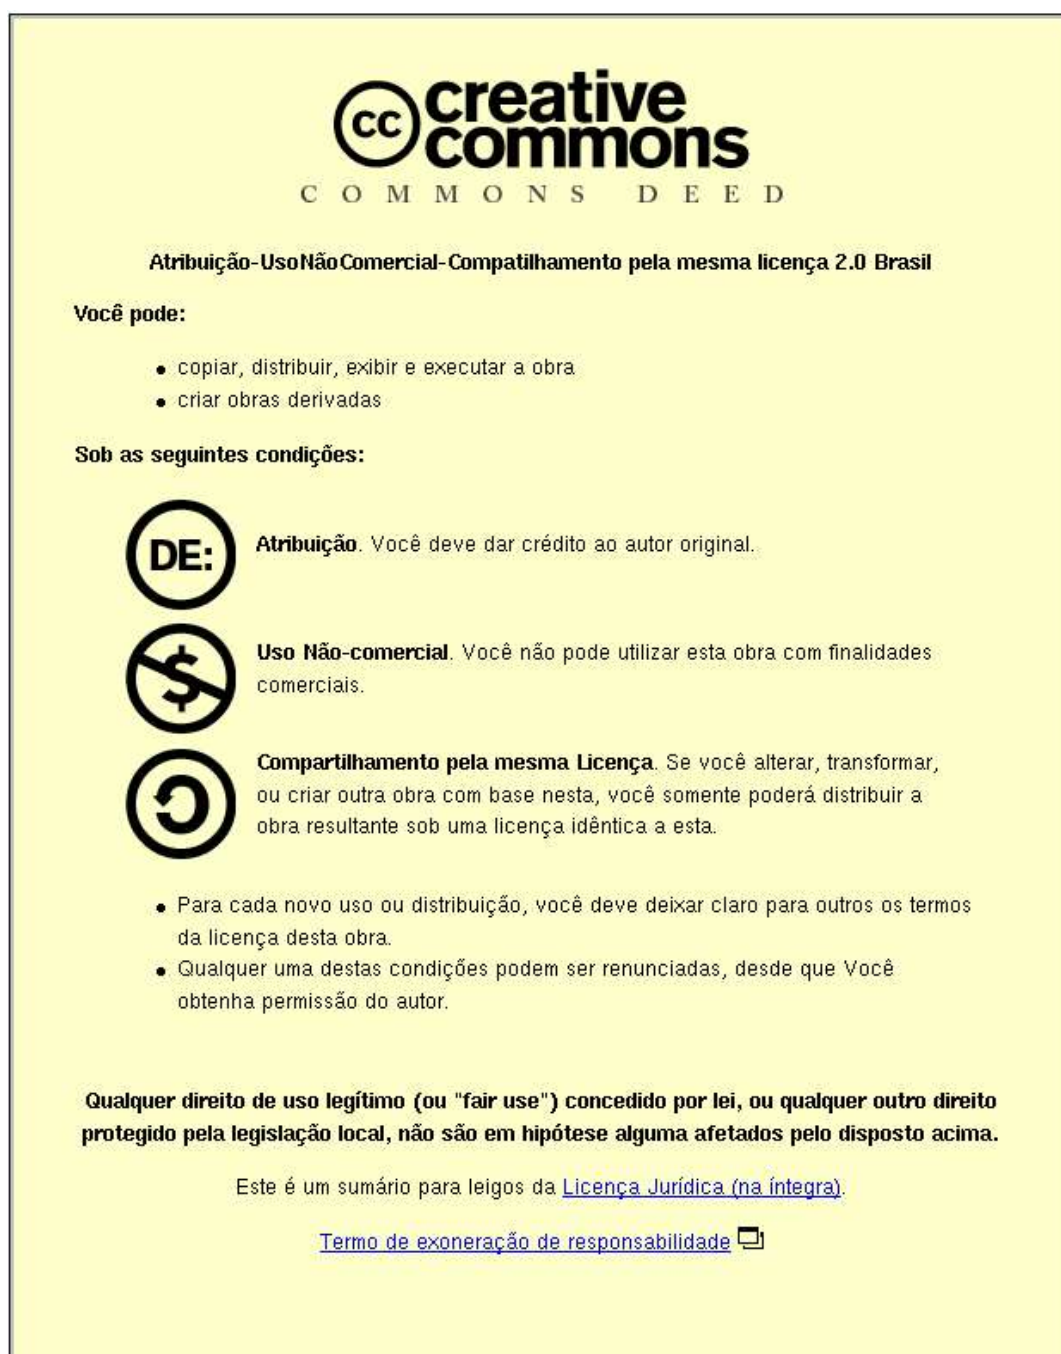 cc creative
commons
COMMONS DEED
Atribuição-UsoNãoComercial-Compatilhamento pela mesma licença 2.0 Brasil
Você pode:
• copiar, distribuir, exibir e executar a obra
• criar obras derivadas
Sob as seguintes condições:
DE:
Atribuição. Você deve dar crédito ao autor original.
$
Uso Não-comercial. Você não pode utilizar esta obra com finalidades
comerciais.
Compartilhamento pela mesma Licença. Se você alterar, transformar,
ou criar outra obra com base nesta, você somente poderá distribuir a
obra resultante sob uma licença idêntica a esta.
• Para cada novo uso ou distribuição, você deve deixar claro para outros os termos
da licença desta obra.
• Qualquer uma destas condições podem ser renunciadas, desde que Você
obtenha permissão do autor.
Qualquer direito de uso legítimo (ou "fair use") concedido por lei, ou qualquer outro direito
protegido pela legislação local, não são em hipótese alguma afetados pelo disposto acima.
Este é um sumário para leigos da Licença Jurídica (na íntegra).
Termo de exoneração de responsabilidade